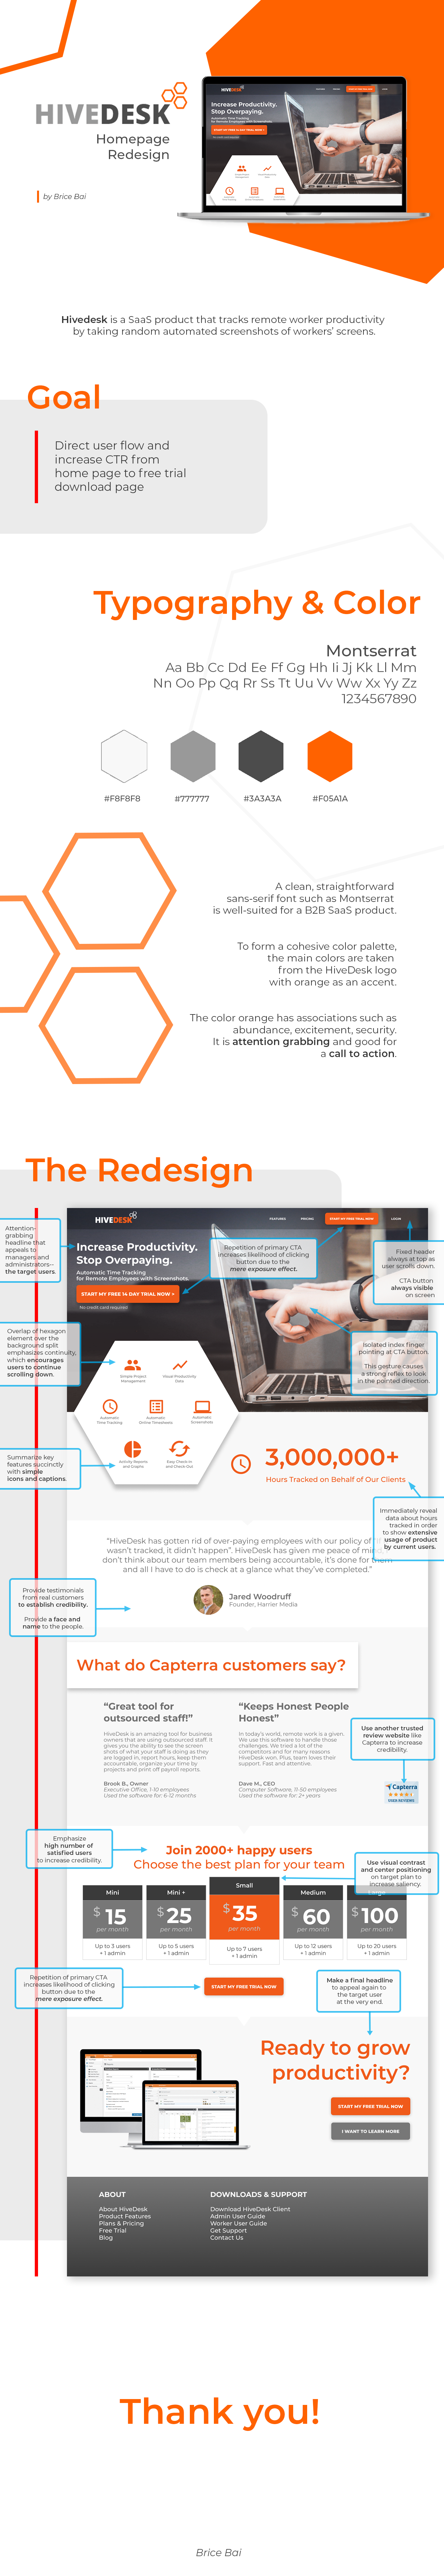 HIVEDESK
Homepage
Redesign
by Brice Bai
HIVEDESK
Increase Productivity.
Stop Overpaying.
Automatic Time Tracking
for Remote Employees with Screenshots.
START MY FREE 14 DAY TRIAL NOW >
Hivedesk is a SaaS product that tracks remote worker productivity
by taking random automated screenshots of workers' screens.
Goal
Direct user flow and
increase CTR from
home page to free trial
download page
Typography & Color
Montserrat
Aa Bb Cc Dd Ee Ff Gg Hh Ii Jj Kk Ll Mm
Nn Oo Pp Qq Rr Ss Tt Uu Vv Ww Xx Yy Zz
1234567890
#F8F8F8
#777777
#3A3A3A
#F05A1A
A clean, straightforward
sans-serif font such as Montserrat
is well-suited for a B2B SaaS product.
To form a cohesive color palette,
the main colors are taken
from the HiveDesk logo
with orange as an accent.
The color orange has associations such as
abundance, excitement, security.
It is attention grabbing and good for
a call to action.
The Redesign
HIVEDESK
FEATURES
PRICING
START MY FREE TRIAL NOW
LOGIN
Attention-
grabbing
headline that
appeals to
managers and
administrators--
the target users.
Increase Productivity.
Stop Overpaying.
Automatic Time Tracking
for Remote Employees with Screenshots.
START MY FREE 14 DAY TRIAL NOW >
No credit card required
Repetition of primary CTA
increases likelihood of clicking
button due to the
mere exposure effect.
Fixed header
always at top as
user scrolls down.
CTA button
always visible
on screen
Overlap of hexagon
element over the
background split
emphasizes continuity,
which encourages
users to continue
scrolling down.
Isolated index finger
pointing at CTA button.
This gesture causes
a strong reflex to look
in the pointed direction.
Simple Project
Management
Visual Productivity
Data
Automatic
Time Tracking
Automatic
Online Timesheets
Automatic
Screenshots
Activity Reports
and Graphs
Easy Check-in
and Check-Out
Summarize key
features succinctly
with simple
icons and captions.
3,000,000+
Hours Tracked on Behalf of Our Clients
Immediately reveal
data about hours
tracked in order
to show extensive
usage of product
by current users.
"HiveDesk has gotten rid of over-paying employees with our policy of
wasn't tracked, it didn't happen". HiveDesk has given me peace of mind.
don't think about our team members being accountable, it's done for them
and all I have to do is check at a glance what they've completed."
Jared Woodruff
Founder, Harrier Media
Provide testimonials
from real customers
to establish credibility.
Provide a face and
name to the people.
What do Capterra customers say?
"Great tool for
outsourced staff!"
HiveDesk is an amazing tool for business
owners that are using outsourced staff. It
gives you the ability to see the screen
shots of what your staff is doing as they
are logged in, report hours, keep them
accountable, organize your time by
projects and print off payroll reports.
Brook B., Owner
Executive Office, 1-10 employees
Used the software for: 6-12 months
"Keeps Honest People
Honest"
In today's world, remote work is a given.
We use this software to handle those
challenges. We tried a lot of the
competitors and for many reasons
HiveDesk won. Plus, team loves their
support. Fast and attentive.
Dave M., CEO
Computer Software, 11-50 employees
Used the software for: 2+ years
Use another trusted
review website like
Capterra to increase
credibility.
Capterra
USER REVIEWS
Emphasize
high number of
satisfied users
to increase credibility.
Join 2000+ happy users
Choose the best plan for your team
Use visual contrast
and center positioning
on target plan to
increase saliency.
Mini
$15
per month
Up to 3 users
+ 1 admin
Mini +
$25
per month
Up to 5 users
+ 1 admin
Small
$35
per month
Up to 7 users
+ 1 admin
Medium
$60
per month
Up to 12 users
+ 1 admin
Large
$100
per month
Up to 20 users
+ 1 admin
Repetition of primary CTA
increases likelihood of clicking
button due to the
mere exposure effect.
START MY FREE TRIAL NOW
Make a final headline
to appeal again to
the target user
at the very end.
Ready to grow
productivity?
START MY FREE TRIAL NOW
I WANT TO LEARN MORE
ABOUT
About HiveDesk
Product Features
Plans & Pricing
Free Trial
Blog
DOWNLOADS & SUPPORT
Download HiveDesk Client
Admin User Guide
Worker User Guide
Get Support
Contact Us
Thank you!
Brice Bai